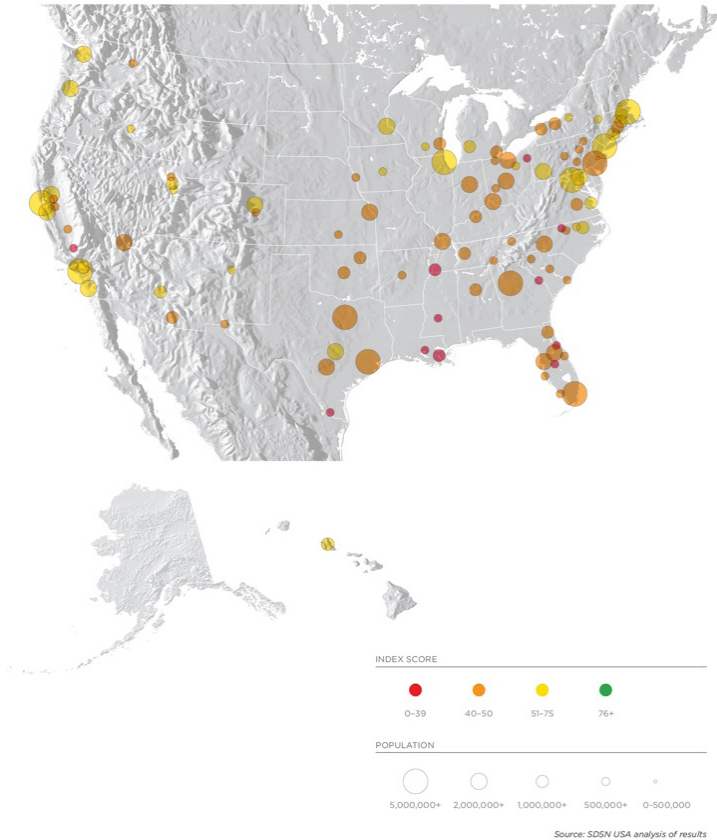 INDEX SCORE
0–39 40–50 51–75 76+
POPULATION
5,000,000+ 2,000,000+ 1,000,000+ 500,000+ 0-500,000
Source: SDSN USA analysis of results